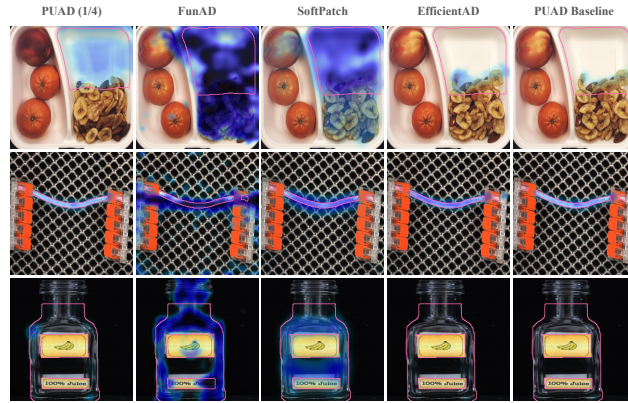 PUAD (1/4) FunAD SoftPatch EfficientAD PUAD Baseline
100% Juice 100% Juice 100% Juice 100% Juice 100% Juice